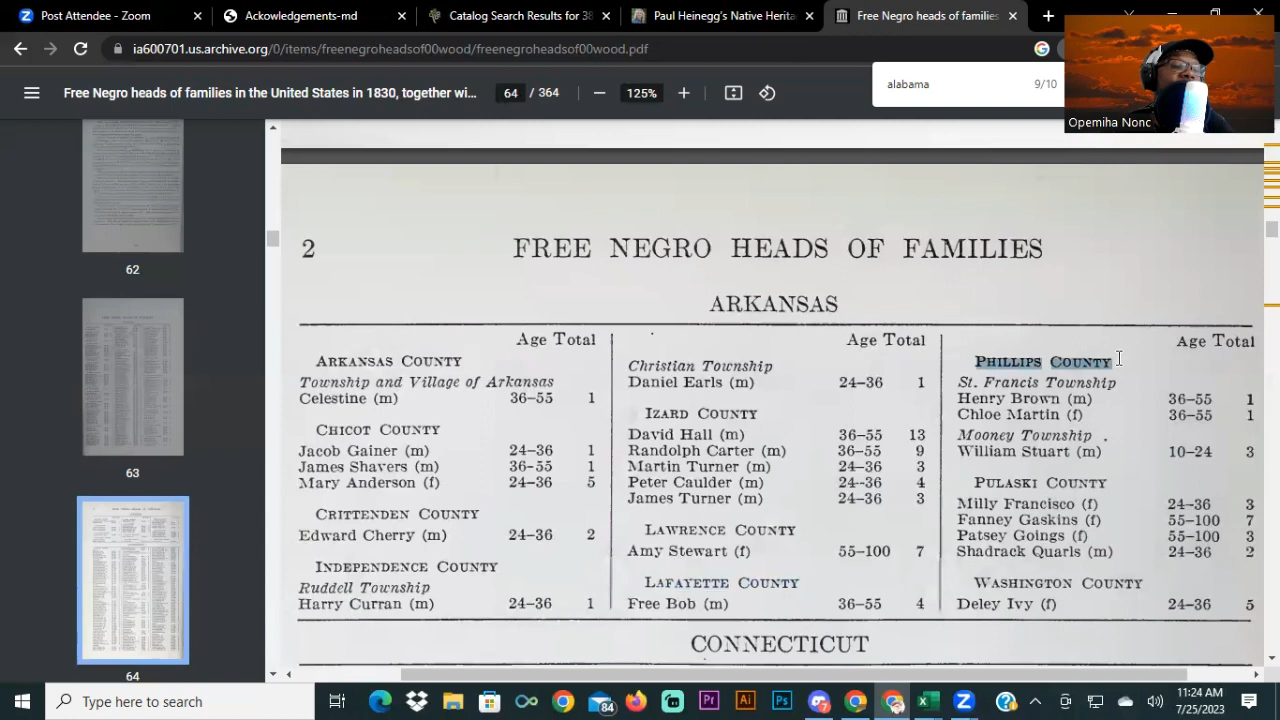 Post Attendee - Zoom
Ackowledgements-md
Catalog Search Results for 38
Paul Heinegg's Native Herita
Free Negro heads of families
ia600701.us.archive.org/0/items/freenegroheadsof00wood/freenegroheadsof00wood.pdf
Free Negro heads of families in the United States in 1830, together wi...
64 / 364
125%
alabama
9/10
Opemiha Nonc
62
63
64
2
FREE NEGRO HEADS OF FAMILIES
ARKANSAS
Age Total
ARKANSAS COUNTY
Township and Village of Arkansas
Celestine (m) 36–55 1
CHICOT COUNTY
Jacob Gainer (m) 24–36 1
James Shavers (m) 36-55 1
Mary Anderson (f) 24–36 5
CRITTENDEN COUNTY
Edward Cherry (m) 24–36 2
INDEPENDENCE COUNTY
Ruddell Township
Harry Curran (m) 24–36 1
Age Total
Christian Township
Daniel Earls (m) 24-36 1
IZARD COUNTY
David Hall (m) 36–55 13
Randolph Carter (m) 36–55 9
Martin Turner (m) 24–36 3
Peter Caulder (m) 24–36 4
James Turner (m) 24–36 3
LAWRENCE COUNTY
Amy Stewart (f) 55–100 7
LAFAYETTE COUNTY
Free Bob (m) 36–55 4
Age Total
PHILLIPS COUNTY
St. Francis Township
Henry Brown (m) 36–55 1
Chloe Martin (f) 36–55 1
Mooney Township .
William Stuart (m) 10–24 3
PULASKI COUNTY
Milly Francisco (f) 24–36 3
Fanney Gaskins (f) 55–100 7
Patsey Goings (f) 55–100 3
Shadrack Quarls (m) 24–36 2
WASHINGTON COUNTY
Deley Ivy (f) 24–36 5
CONNECTICUT
Type here to search
84
Pr
Ai
Ps
11:24 AM
7/25/2023